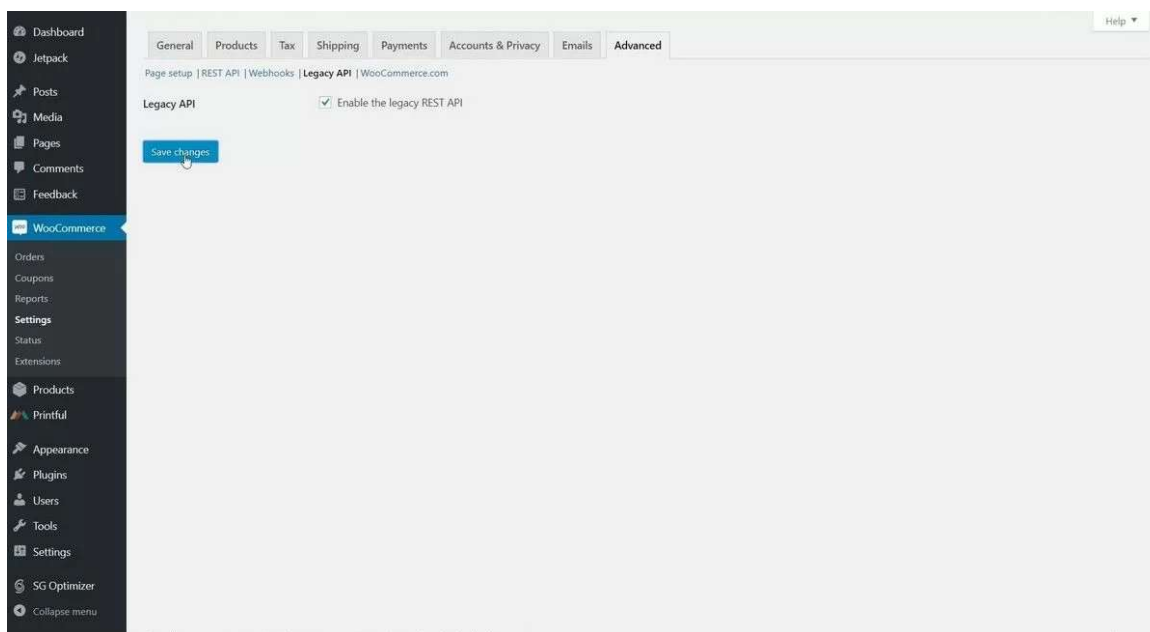 Help ▼
Dashboard
Jetpack
Posts
Media
Pages
Comments
Feedback
WooCommerce
Orders
Coupons
Reports
Settings
Status
Extensions
Products
Printful
Appearance
Plugins
Users
Tools
Settings
SG Optimizer
Collapse menu
General Products Tax Shipping Payments Accounts & Privacy Emails Advanced
Page setup | REST API | Webhooks | Legacy API | WooCommerce.com
Legacy API Enable the legacy REST API
Save changes